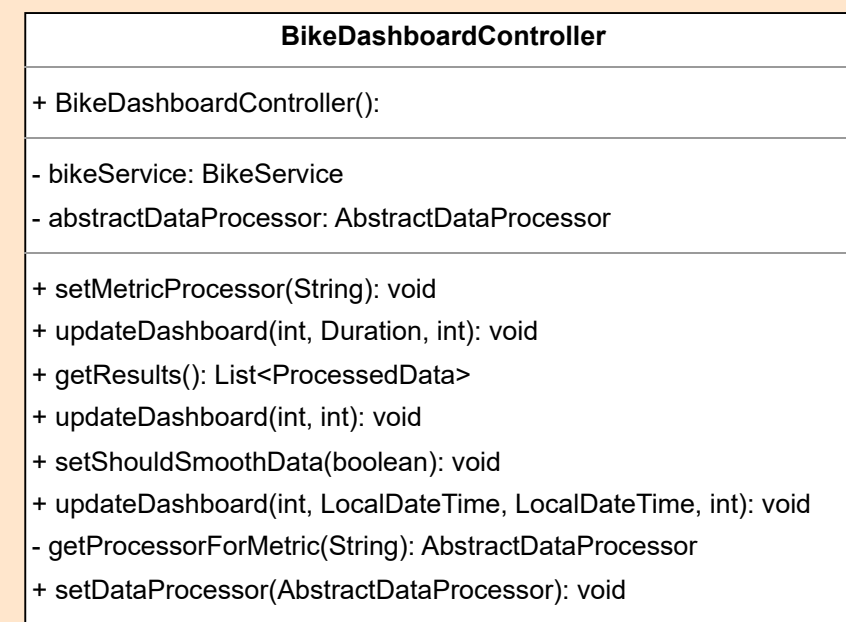 BikeDashboardController
+ BikeDashboardController():
- bikeService: BikeService
- abstractDataProcessor: AbstractDataProcessor
+ setMetricProcessor(String): void
+ updateDashboard(int, Duration, int): void
+ getResults(): List<ProcessedData>
+ updateDashboard(int, int): void
+ setShouldSmoothData(boolean): void
+ updateDashboard(int, LocalDateTime, LocalDateTime, int): void
- getProcessorForMetric(String): AbstractDataProcessor
+ setDataProcessor(AbstractDataProcessor): void